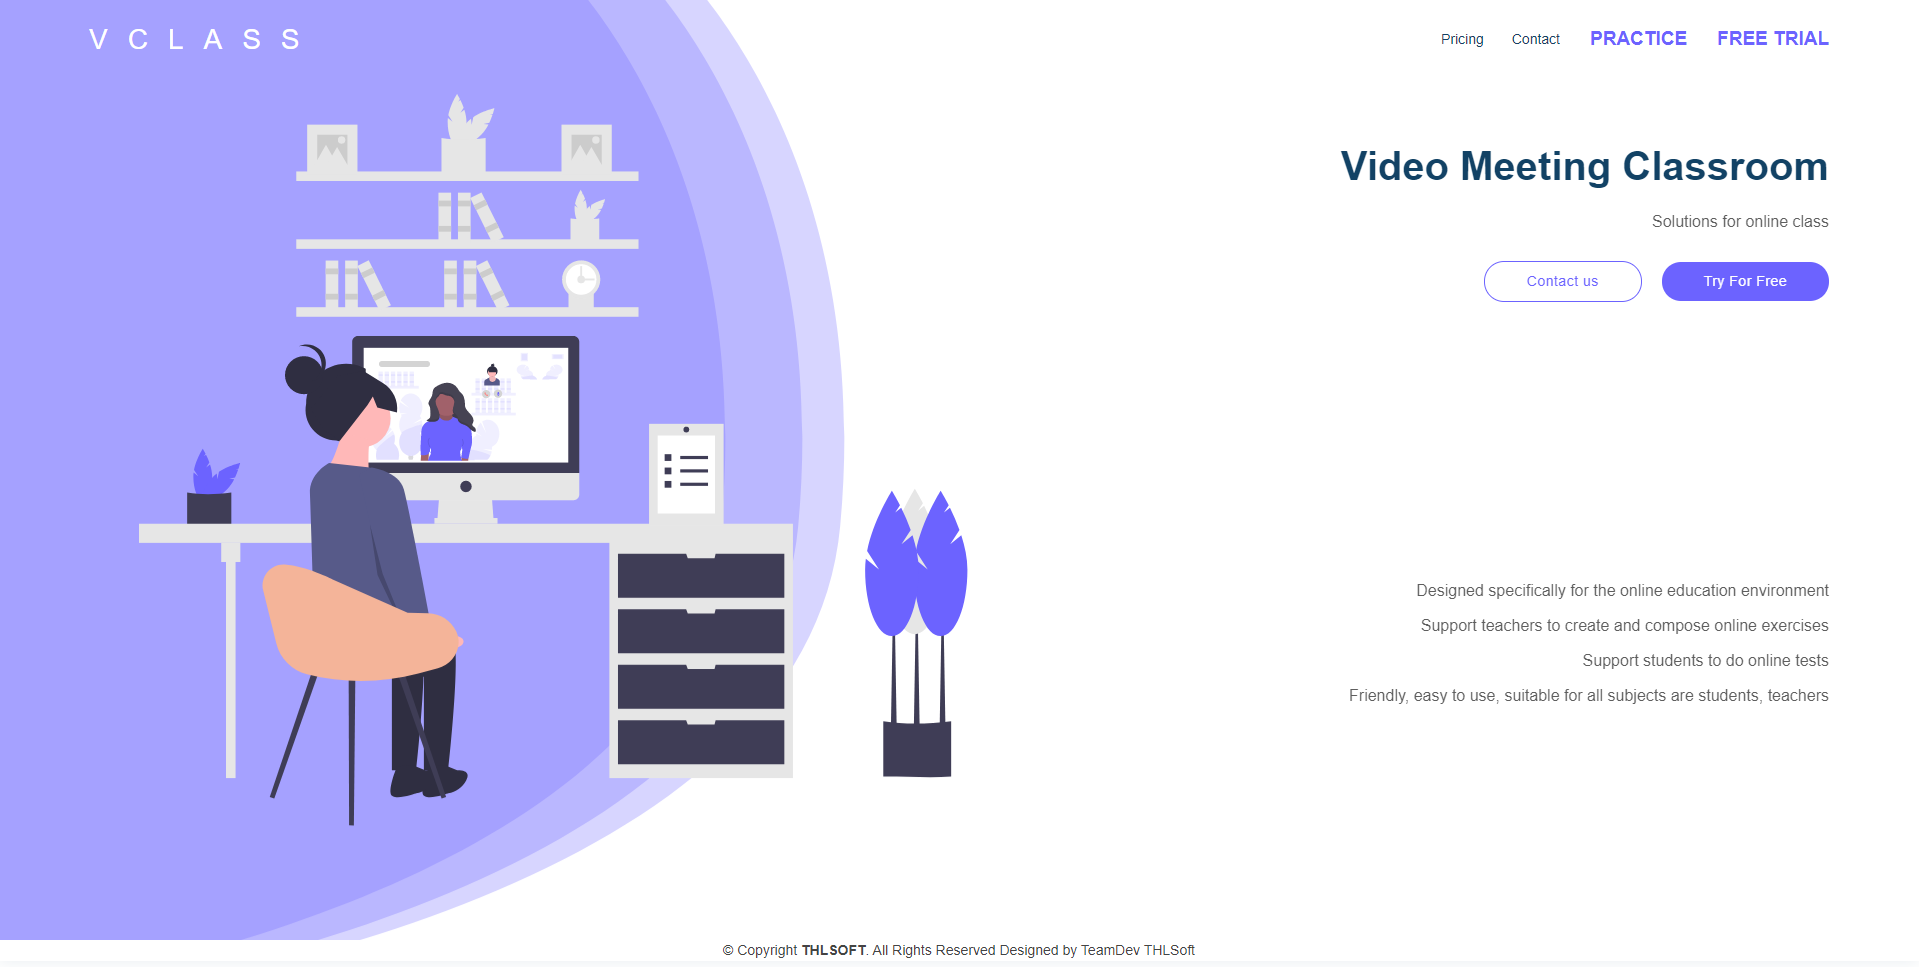 V C L A S S
Pricing Contact PRACTICE FREE TRIAL
Video Meeting Classroom
Solutions for online class
Contact us Try For Free
Designed specifically for the online education environment
Support teachers to create and compose online exercises
Support students to do online tests
Friendly, easy to use, suitable for all subjects are students, teachers
© Copyright THLSOFT. All Rights Reserved Designed by TeamDev THLSoft